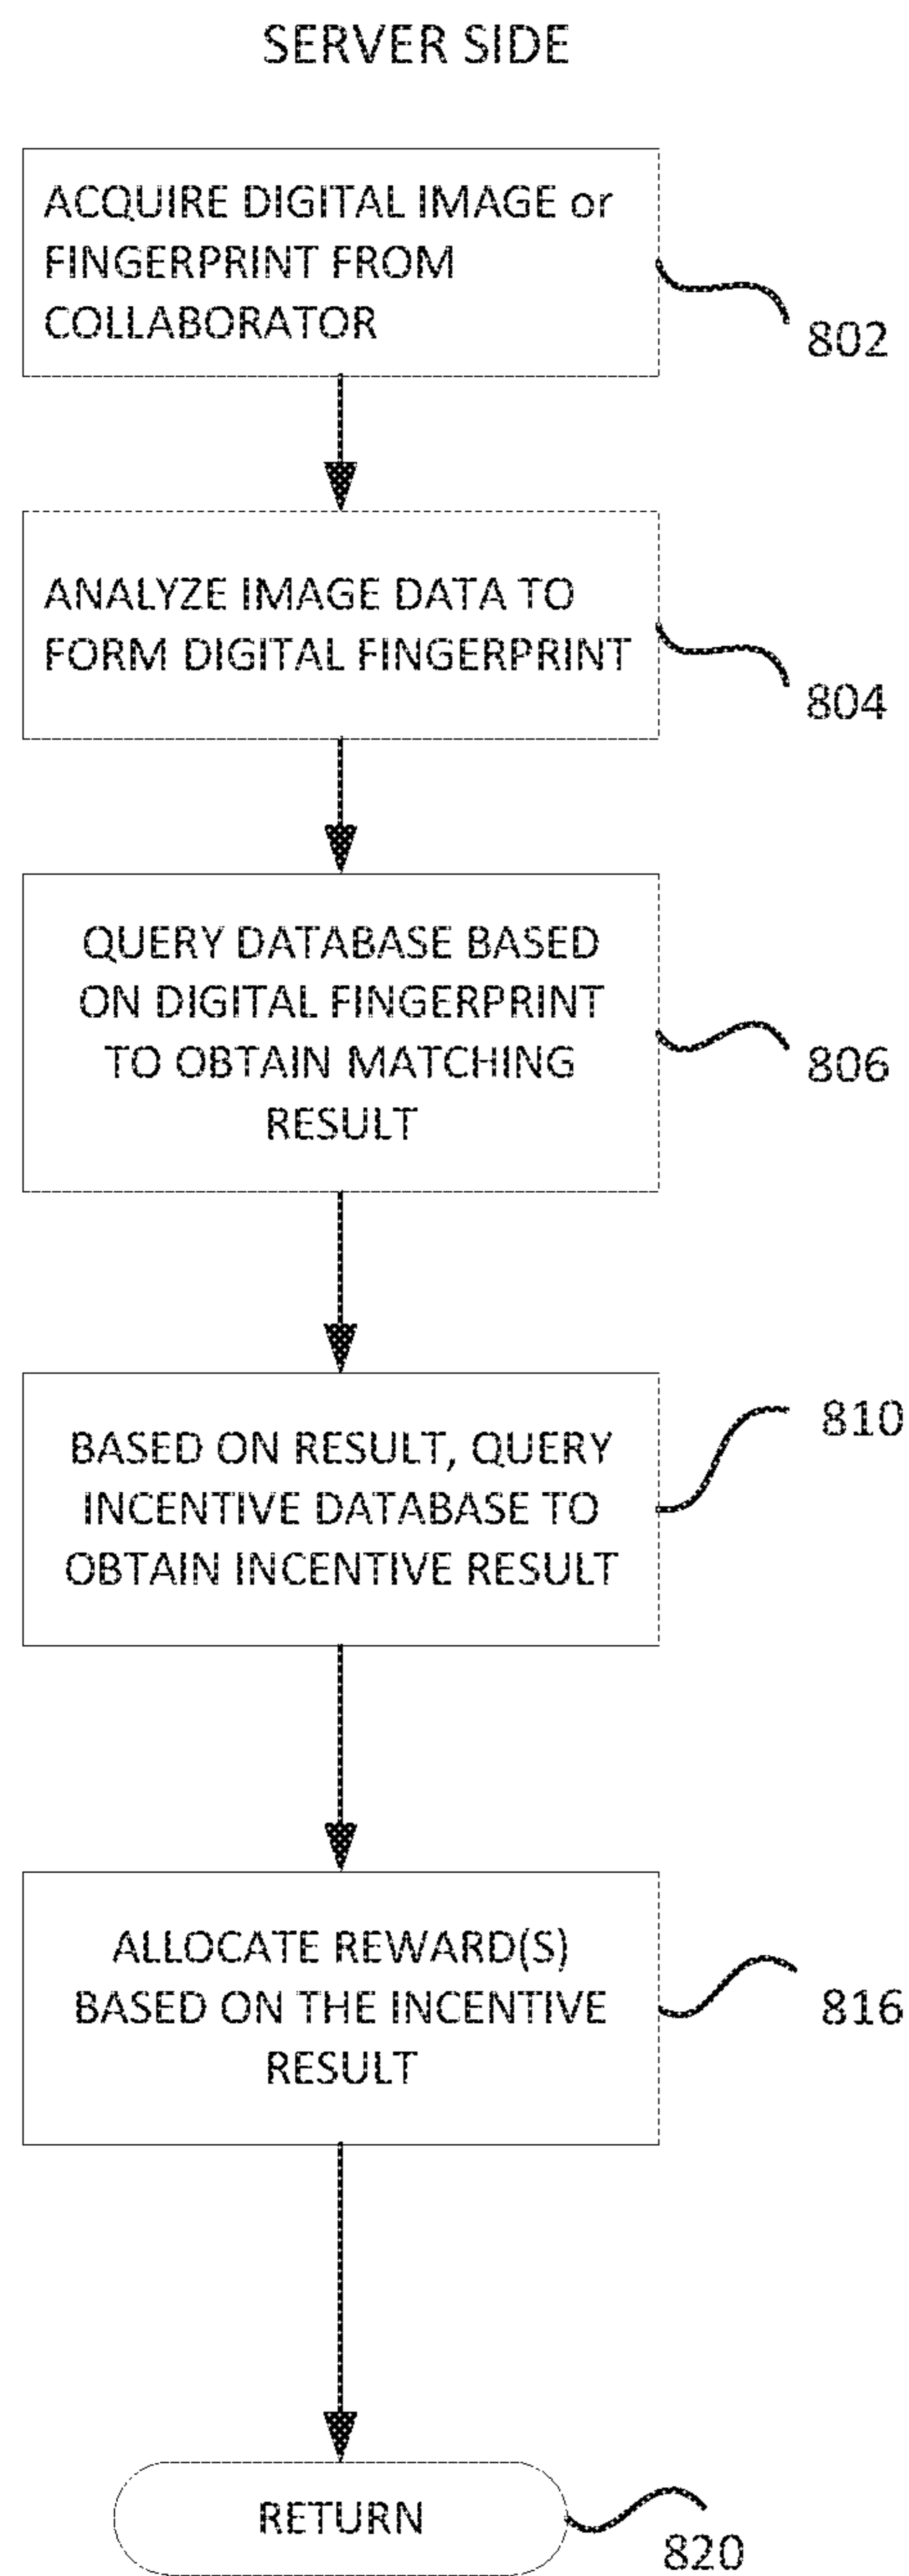 SERVER SIDE
ACQUIRE DIGITAL IMAGE or
FINGERPRINT FROM
COLLABORATOR
802
ANALYZE IMAGE DATA TO
FORM DIGITAL FINGERPRINT
804
QUERY DATABASE BASED
ON DIGITAL FINGERPRINT
TO OBTAIN MATCHING
RESULT
806
BASED ON RESULT, QUERY
INCENTIVE DATABASE TO
OBTAIN INCENTIVE RESULT
810
ALLOCATE REWARD(S)
BASED ON THE INCENTIVE
RESULT
816
RETURN
820